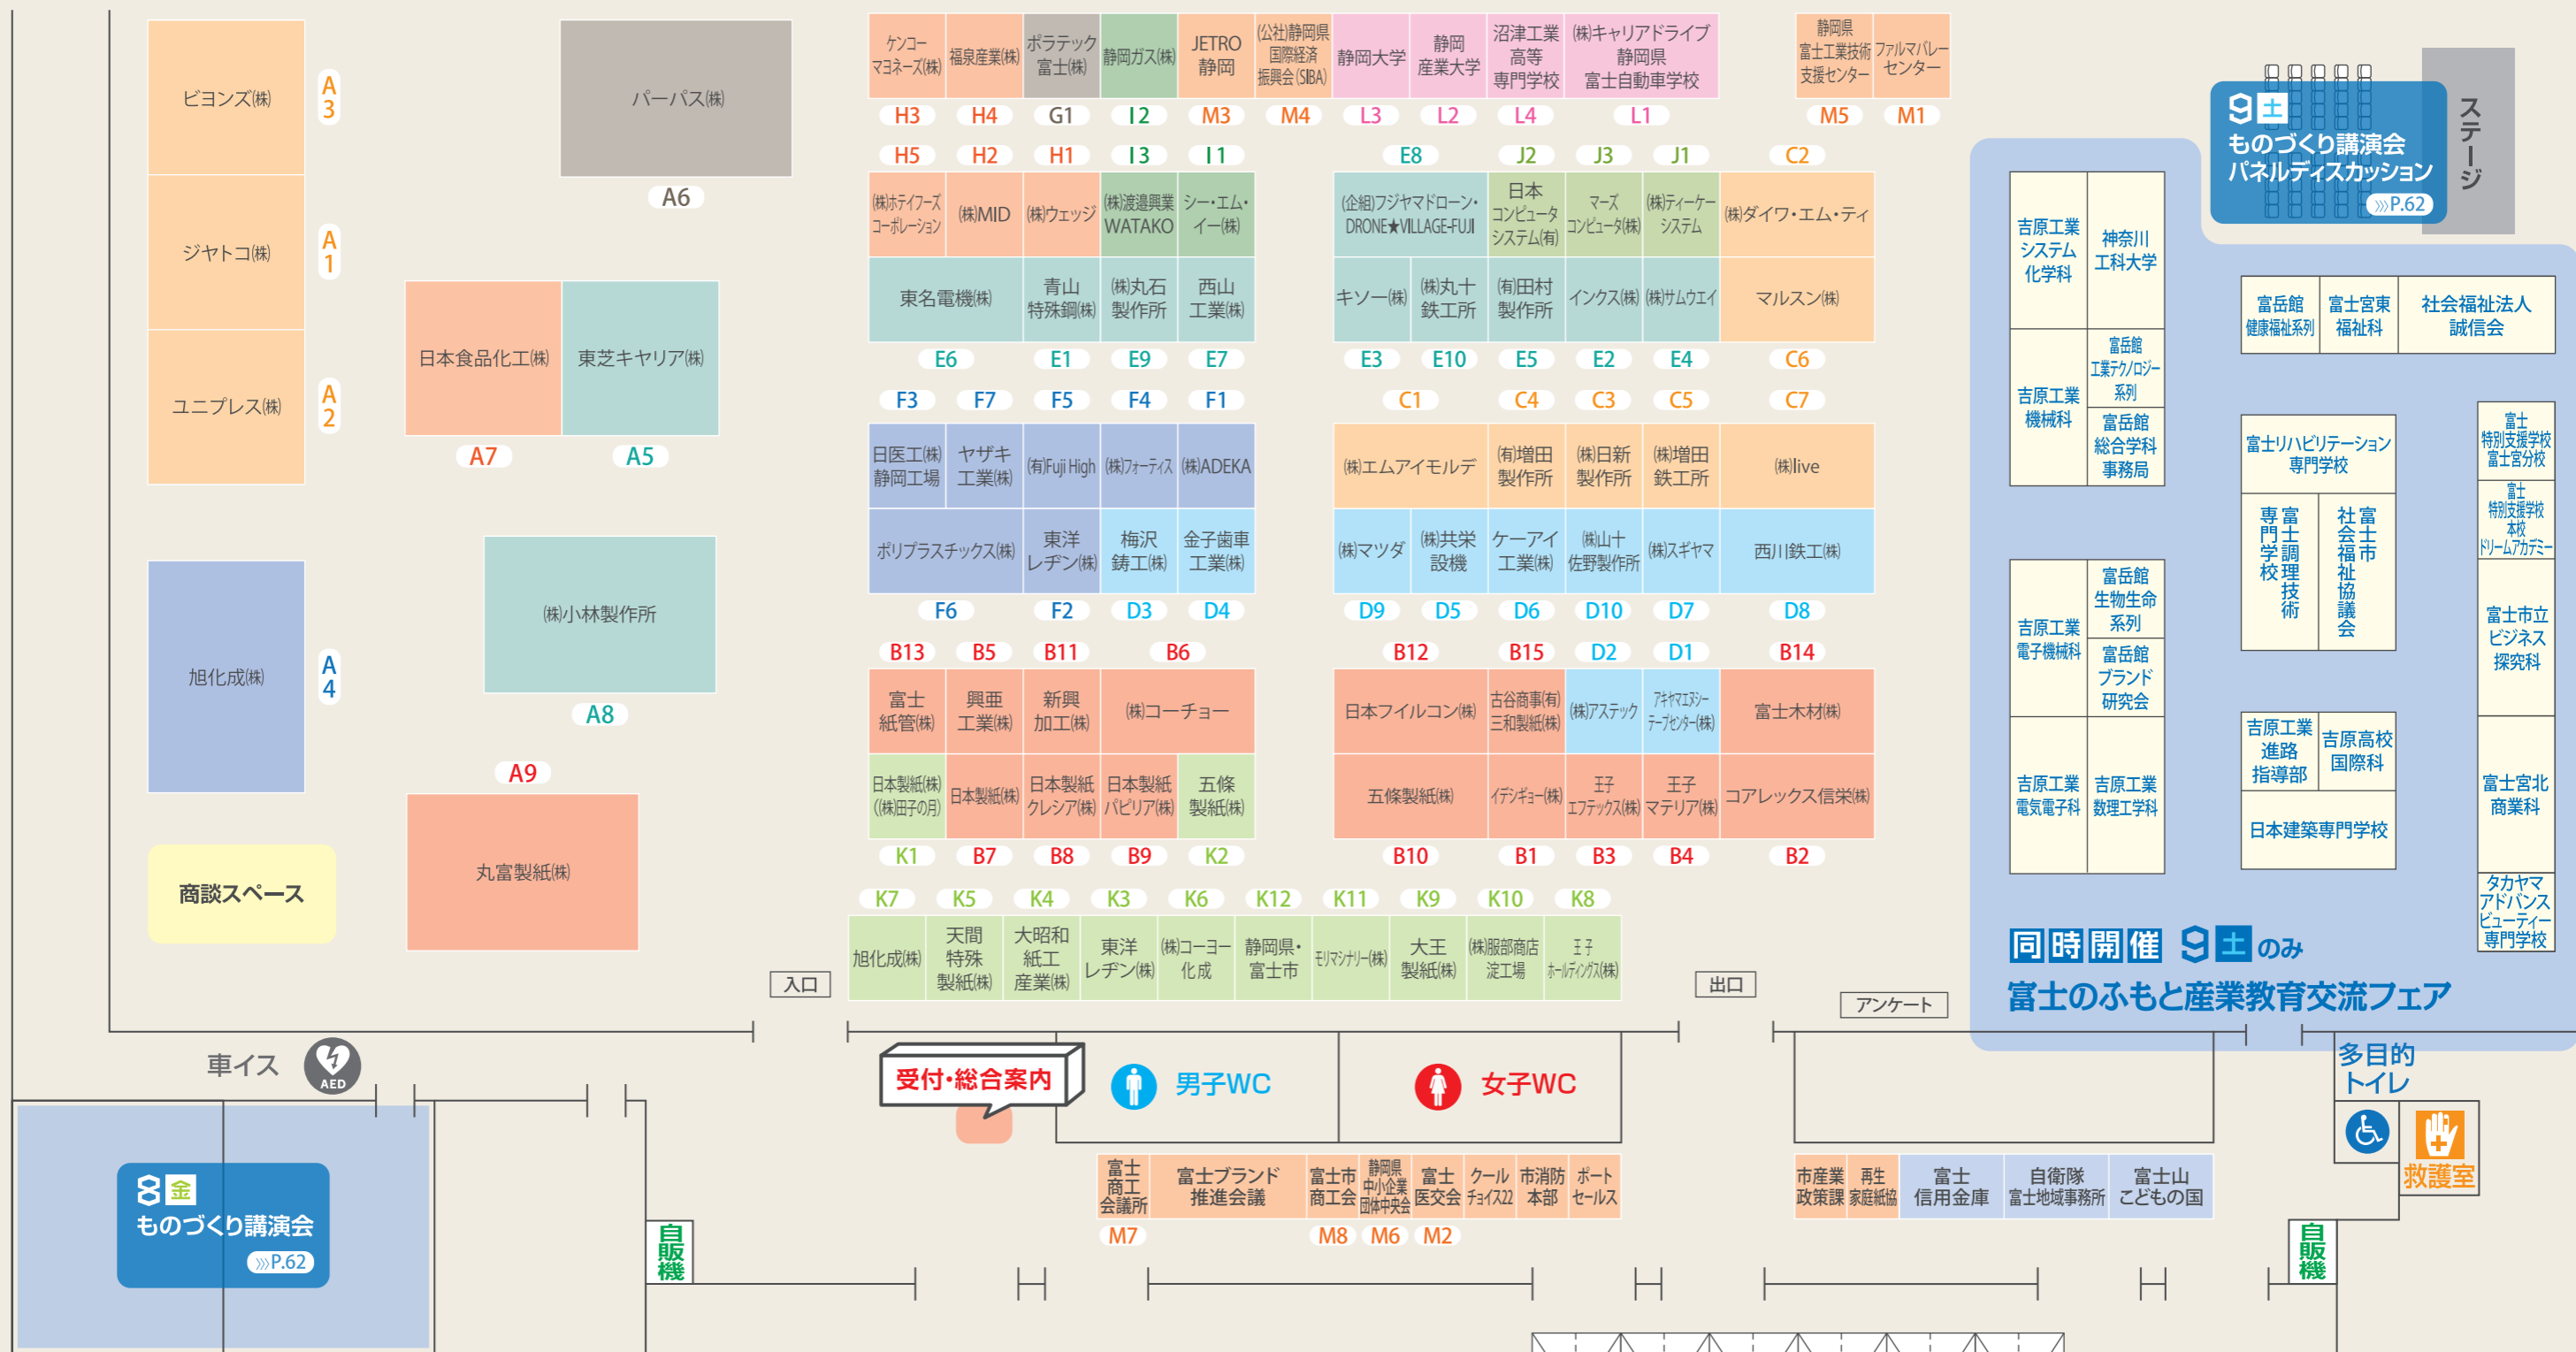 ビヨンズ㈱
A3
ジヤトコ㈱
A1
ユニプレス㈱
A2
旭化成㈱
A4
商談スペース
パーパス㈱
A6
日本食品化工㈱
A7
東芝キヤリア㈱
A5
㈱小林製作所
A8
A9
丸富製紙㈱
ケンコー
マヨネーズ㈱
福泉産業㈱
ポラテック
富士㈱
静岡ガス㈱
JETRO
静岡
(公社)静岡県
国際経済
振興会(SIBA)
静岡大学
静岡
産業大学
沼津工業
高等
専門学校
㈱キャリアドライブ
静岡県
富士自動車学校
静岡県
富士工業技術
支援センター
ファルマバレー
センター
H3 H4 G1 I2 M3 M4 L3 L2 L4 L1 M5 M1
H5 H2 H1 I3 I1 E8 J2 J3 J1 C2
㈱ホテイフーズ
コーポレーション
㈱MID
㈱ウェッジ
㈱渡邉興業
WATAKO
シー・エム・
イー㈱
(企組)フジヤマドローン・
DRONE★VILLAGE-FUJI
日本
コンピュータ
システム㈲
マーズ
コンピュータ㈱
㈱ティーケー
システム
㈱ダイワ・エム・ティ
東名電機㈱
青山
特殊鋼㈱
㈱丸石
製作所
西山
工業㈱
キソー㈱
㈱丸十
鉄工所
㈲田村
製作所
インクス㈱
㈱サムウエイ
マルスン㈱
E6 E1 E9 E7 E3 E10 E5 E2 E4 C6
F3 F7 F5 F4 F1 C1 C4 C3 C5 C7
日医工㈱
静岡工場
ヤザキ
工業㈱
㈲Fuji High
㈱フォーティス
㈱ADEKA
㈱エムアイモルデ
㈲増田
製作所
㈱日新
製作所
㈱増田
鉄工所
㈱live
ポリプラスチックス㈱
東洋
レヂン㈱
梅沢
鋳工㈱
金子歯車
工業㈱
㈱マツダ
㈱共栄
設機
ケーアイ
工業㈱
㈱山十
佐野製作所
㈱スギヤマ
西川鉄工㈱
F6 F2 D3 D4 D9 D5 D6 D10 D7 D8
B13 B5 B11 B6 B12 B15 D2 D1 B14
富士
紙管㈱
興亜
工業㈱
新興
加工㈱
㈱コーチョー
日本フイルコン㈱
古谷商事㈲
三和製紙㈱
㈱アステック
アキヤマエヌシー
テープセンター㈱
富士木材㈱
日本製紙㈱
(㈱田子の月)
日本製紙㈱
日本製紙
クレシア㈱
日本製紙
パピリア㈱
五條
製紙㈱
五條製紙㈱
イデシギョー㈱
王子
エフテックス㈱
王子
マテリア㈱
コアレックス信栄㈱
K1 B7 B8 B9 K2 B10 B1 B3 B4 B2
K7 K5 K4 K3 K6 K12 K11 K9 K10 K8
旭化成㈱
天間
特殊
製紙㈱
大昭和
紙工
産業㈱
東洋
レヂン㈱
㈱コーヨー
化成
静岡県・
富士市
モリマシナリー㈱
大王
製紙㈱
㈱服部商店
淀工場
王子
ホールディングス㈱
入口
出口
アンケート
9土
ものづくり講演会
パネルディスカッション
》P.62
ステージ
吉原工業
システム
化学科
神奈川
工科大学
吉原工業
機械科
富岳館
工業テクノロジー
系列
富岳館
総合学科
事務局
吉原工業
電子機械科
富岳館
生物生命
系列
富岳館
ブランド
研究会
吉原工業
電気電子科
吉原工業
数理工学科
富岳館
健康福祉系列
富士宮東
福祉科
社会福祉法人
誠信会
富士リハビリテーション
専門学校
富士調理技術
専門学校
富士市
社会福祉協議会
吉原工業
進路
指導部
吉原高校
国際科
日本建築専門学校
富士
特別支援学校
富士宮分校
富士
特別支援学校
本校
ドリームアカデミー
富士市立
ビジネス
探究科
富士宮北
商業科
タカヤマ
アドバンス
ビューティー
専門学校
同時開催 9土のみ
富士のふもと産業教育交流フェア
車イス
AED
受付・総合案内
男子WC
女子WC
多目的
トイレ
救護室
8金
ものづくり講演会
》P.62
自販機
富士
商工
会議所
富士ブランド
推進会議
富士市
商工会
静岡県
中小企業
団体中央会
富士
医交会
クール
チョイス22
市消防
本部
ポート
セールス
M7 M8 M6 M2
市産業
政策課
再生
家庭紙協
富士
信用金庫
自衛隊
富士地域事務所
富士山
こどもの国
自販機